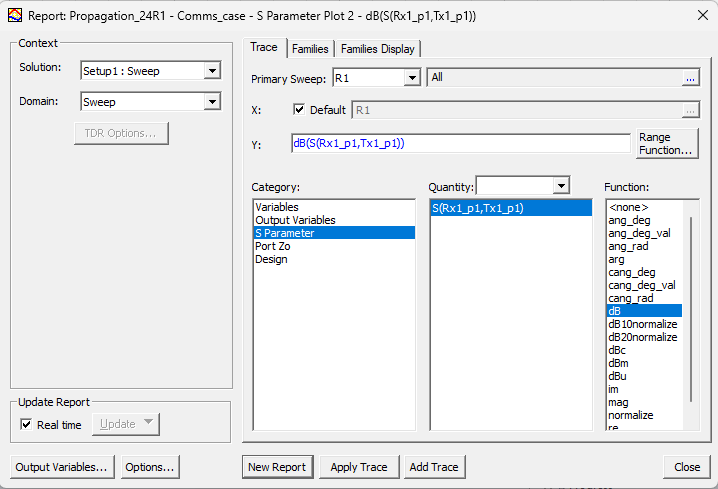 Report: Propagation_24R1 - Comms_case - S Parameter Plot 2 - dB(S(Rx1_p1,Tx1_p1))
Context
Solution:
Setup1 : Sweep
Domain:
Sweep
TDR Options...
Update Report
Real time
Update
Output Variables...
Options...
Trace
Families
Families Display
Primary Sweep:
R1
All
...
X:
Default
R1
...
Y:
dB(S(Rx1_p1,Tx1_p1))
Range
Function...
Category:
Variables
Output Variables
S Parameter
Port Zo
Design
Quantity:
S(Rx1_p1,Tx1_p1)
Function:
<none>
ang_deg
ang_deg_val
ang_rad
arg
cang_deg
cang_deg_val
cang_rad
dB
dB10normalize
dB20normalize
dBc
dBm
dBu
im
mag
normalize
re
New Report
Apply Trace
Add Trace
Close